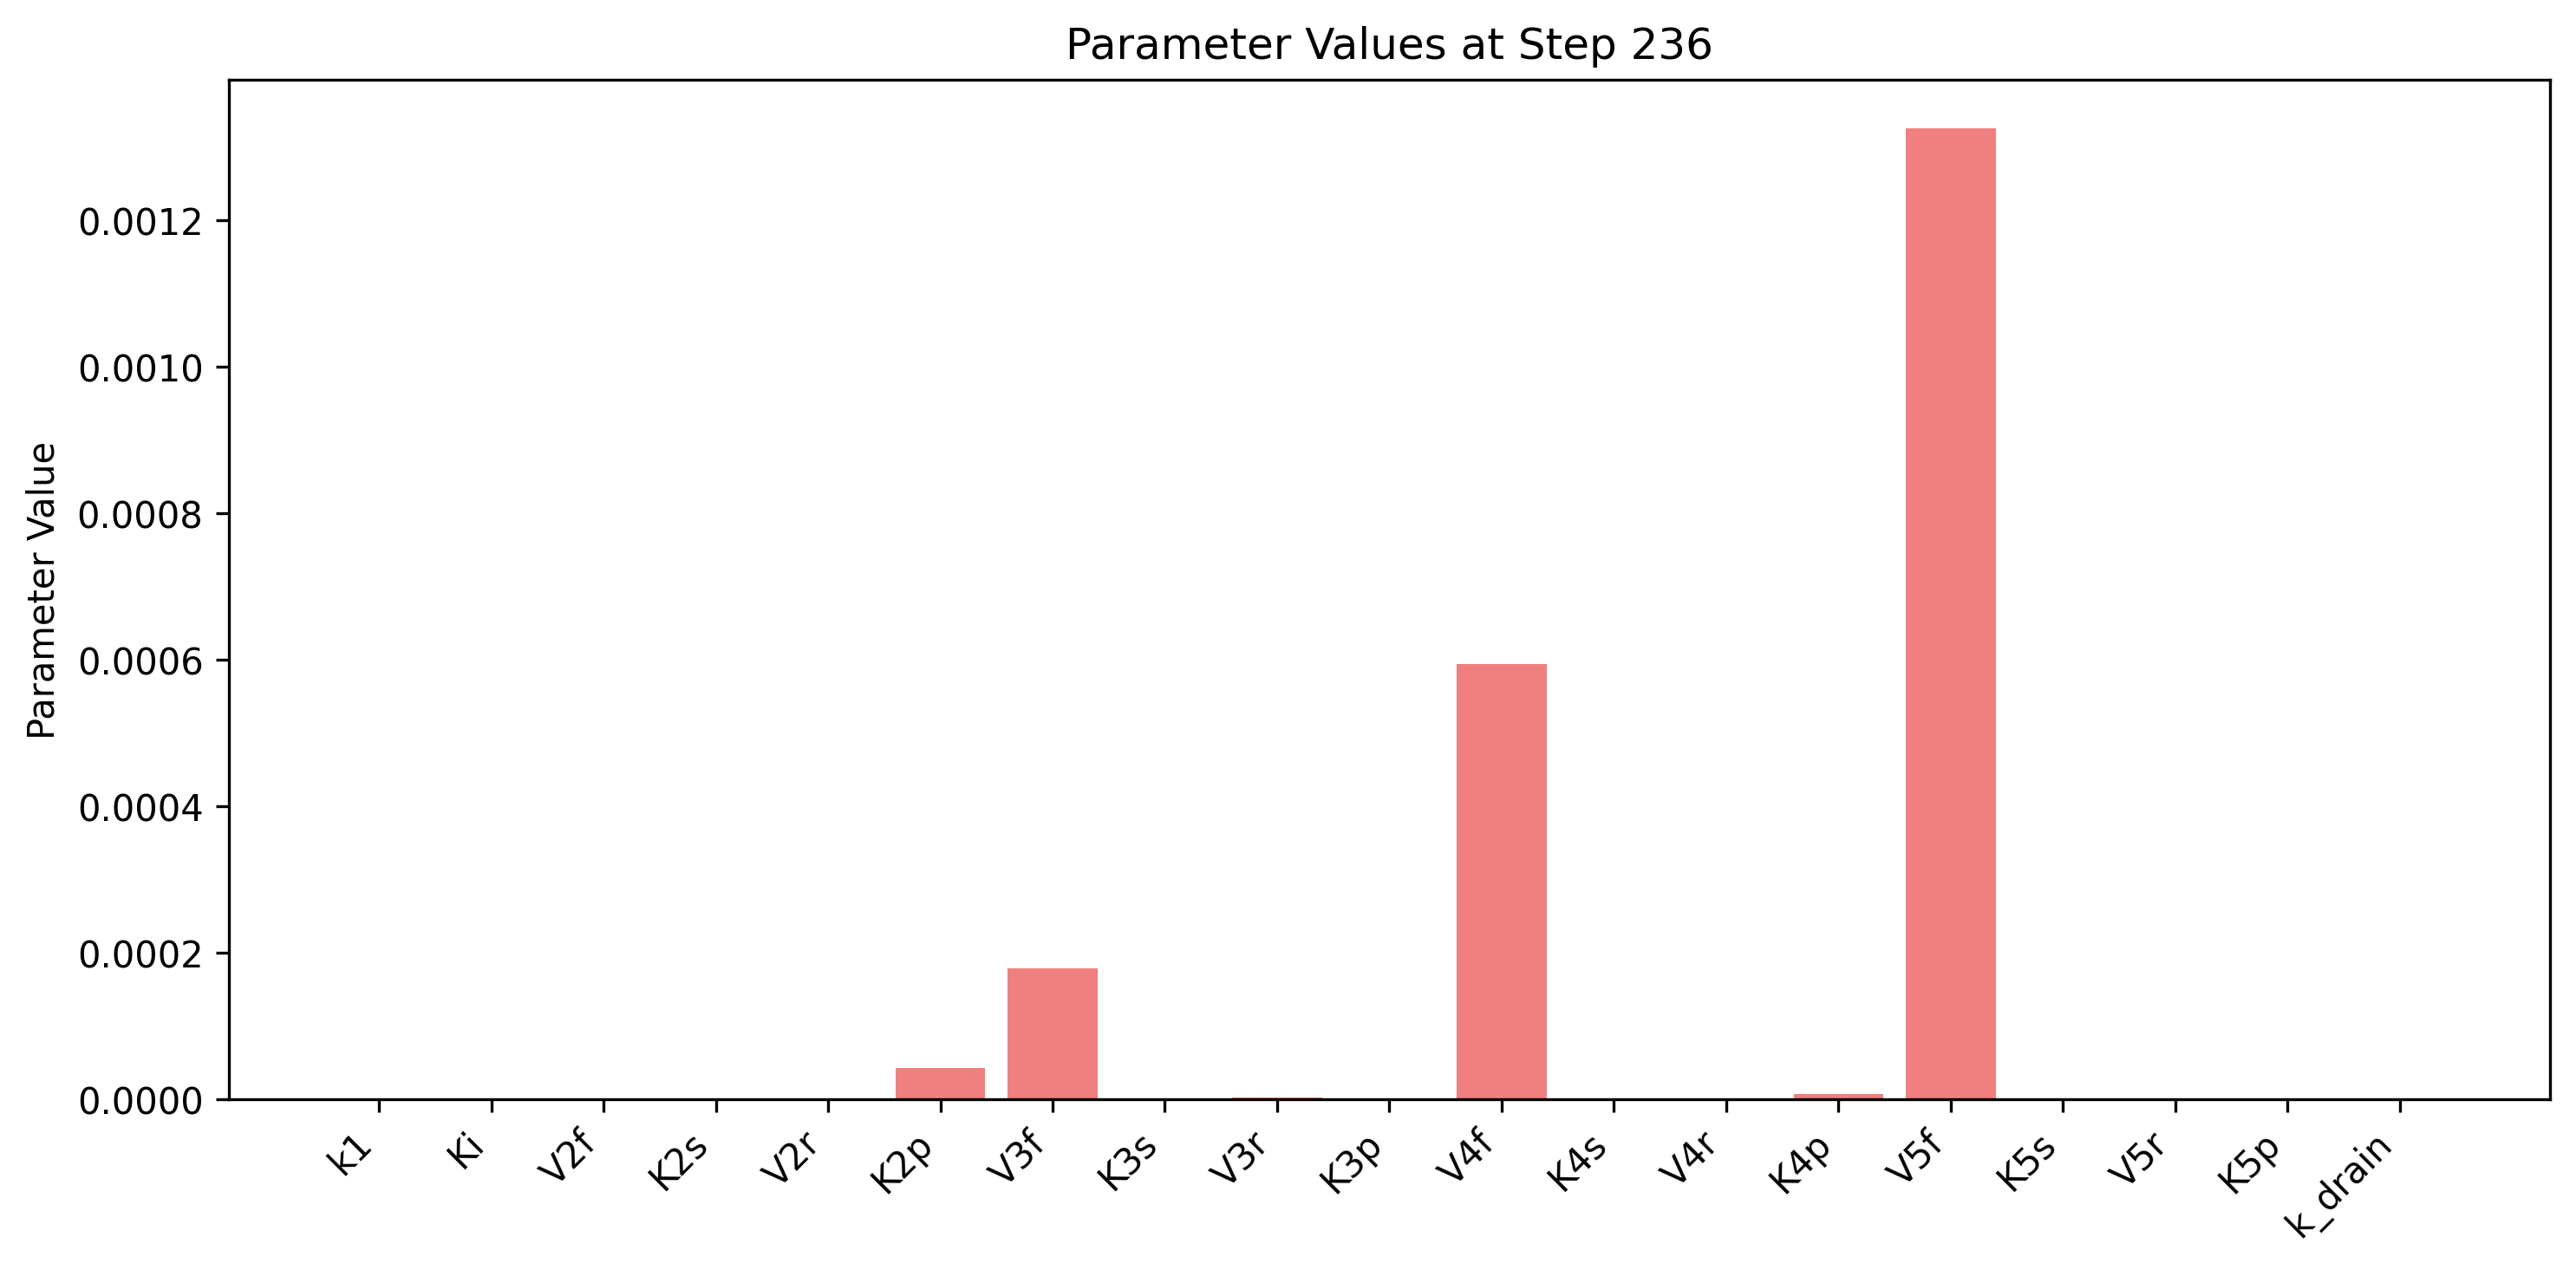 Parameter Values at Step 236
Parameter Value
0.0012
0.0010
0.0008
0.0006
0.0004
0.0002
0.0000
k1
Ki
V2f
K2s
V2r
K2p
V3f
K3s
V3r
K3p
V4f
K4s
V4r
K4p
V5f
K5s
V5r
K5p
k_drain